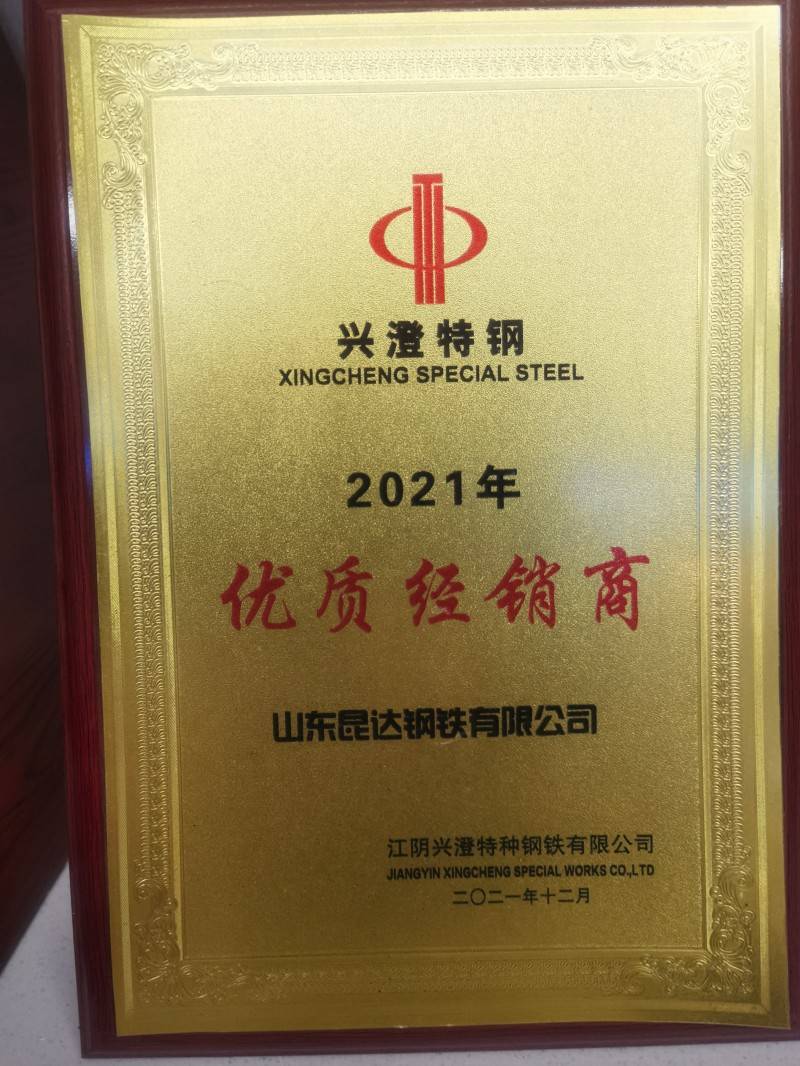 兴澄特钢
XINGCHENG SPECIAL STEEL
2021年
优质经销商
山东昆达钢铁有限公司
江阴兴澄特种钢铁有限公司
JIANGYIN XINGCHENG SPECIAL WORKS CO.,LTD
二〇二一年十二月